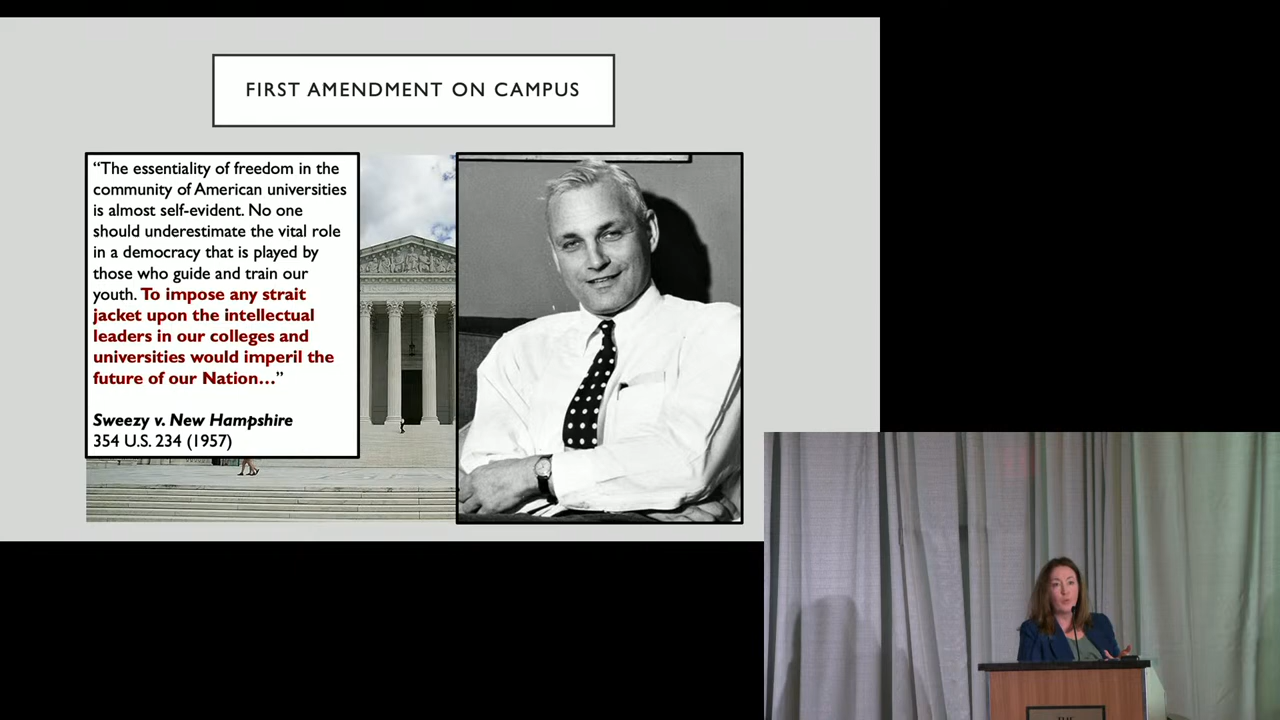 FIRST AMENDMENT ON CAMPUS
“The essentiality of freedom in the
community of American universities
is almost self-evident. No one
should underestimate the vital role
in a democracy that is played by
those who guide and train our
youth. To impose any strait
jacket upon the intellectual
leaders in our colleges and
universities would imperil the
future of our Nation…”
Sweezy v. New Hampshire
354 U.S. 234 (1957)
THE